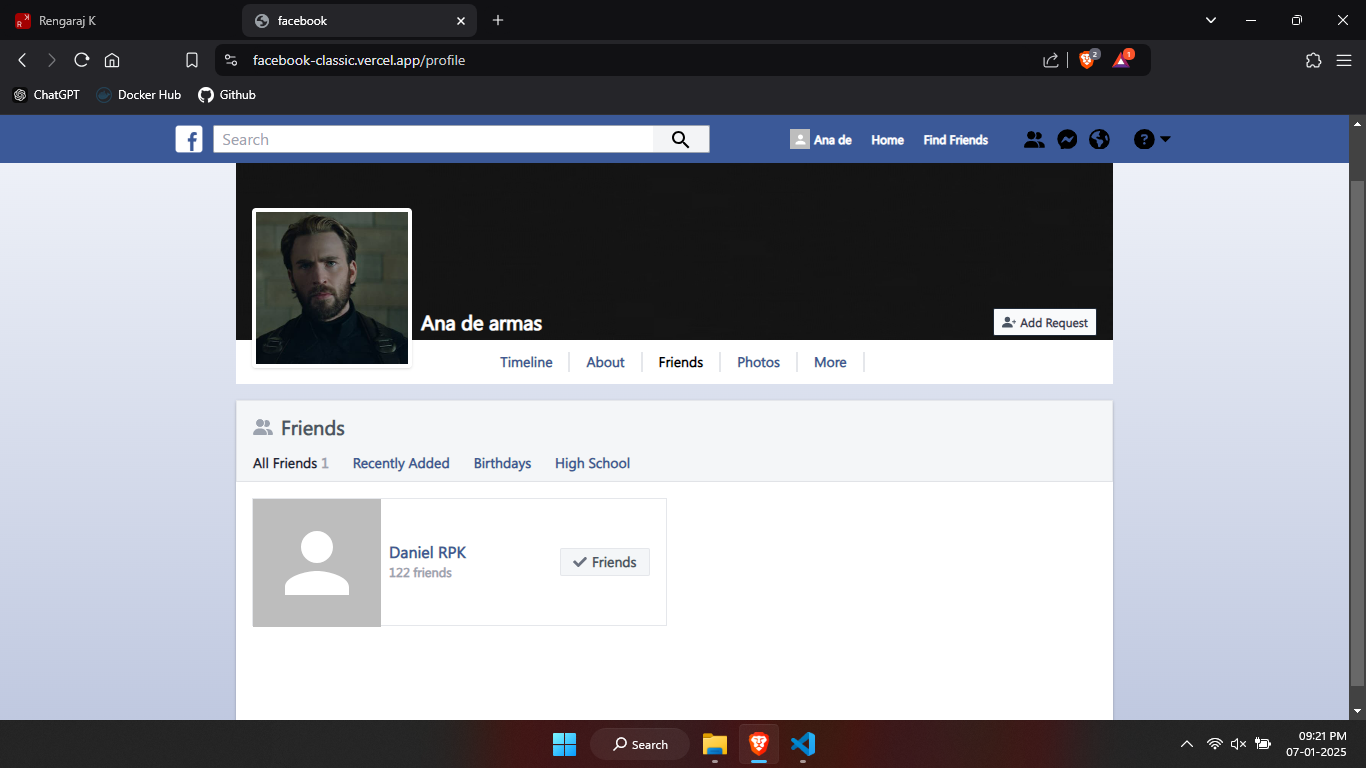 Rengaraj K
facebook
facebook-classic.vercel.app/profile
2
1
ChatGPT
Docker Hub
Github
Search
Ana de
Home
Find Friends
Ana de armas
Add Request
Timeline
About
Friends
Photos
More
Friends
All Friends 1
Recently Added
Birthdays
High School
Daniel RPK
122 friends
Friends
Search
09:21 PM
07-01-2025